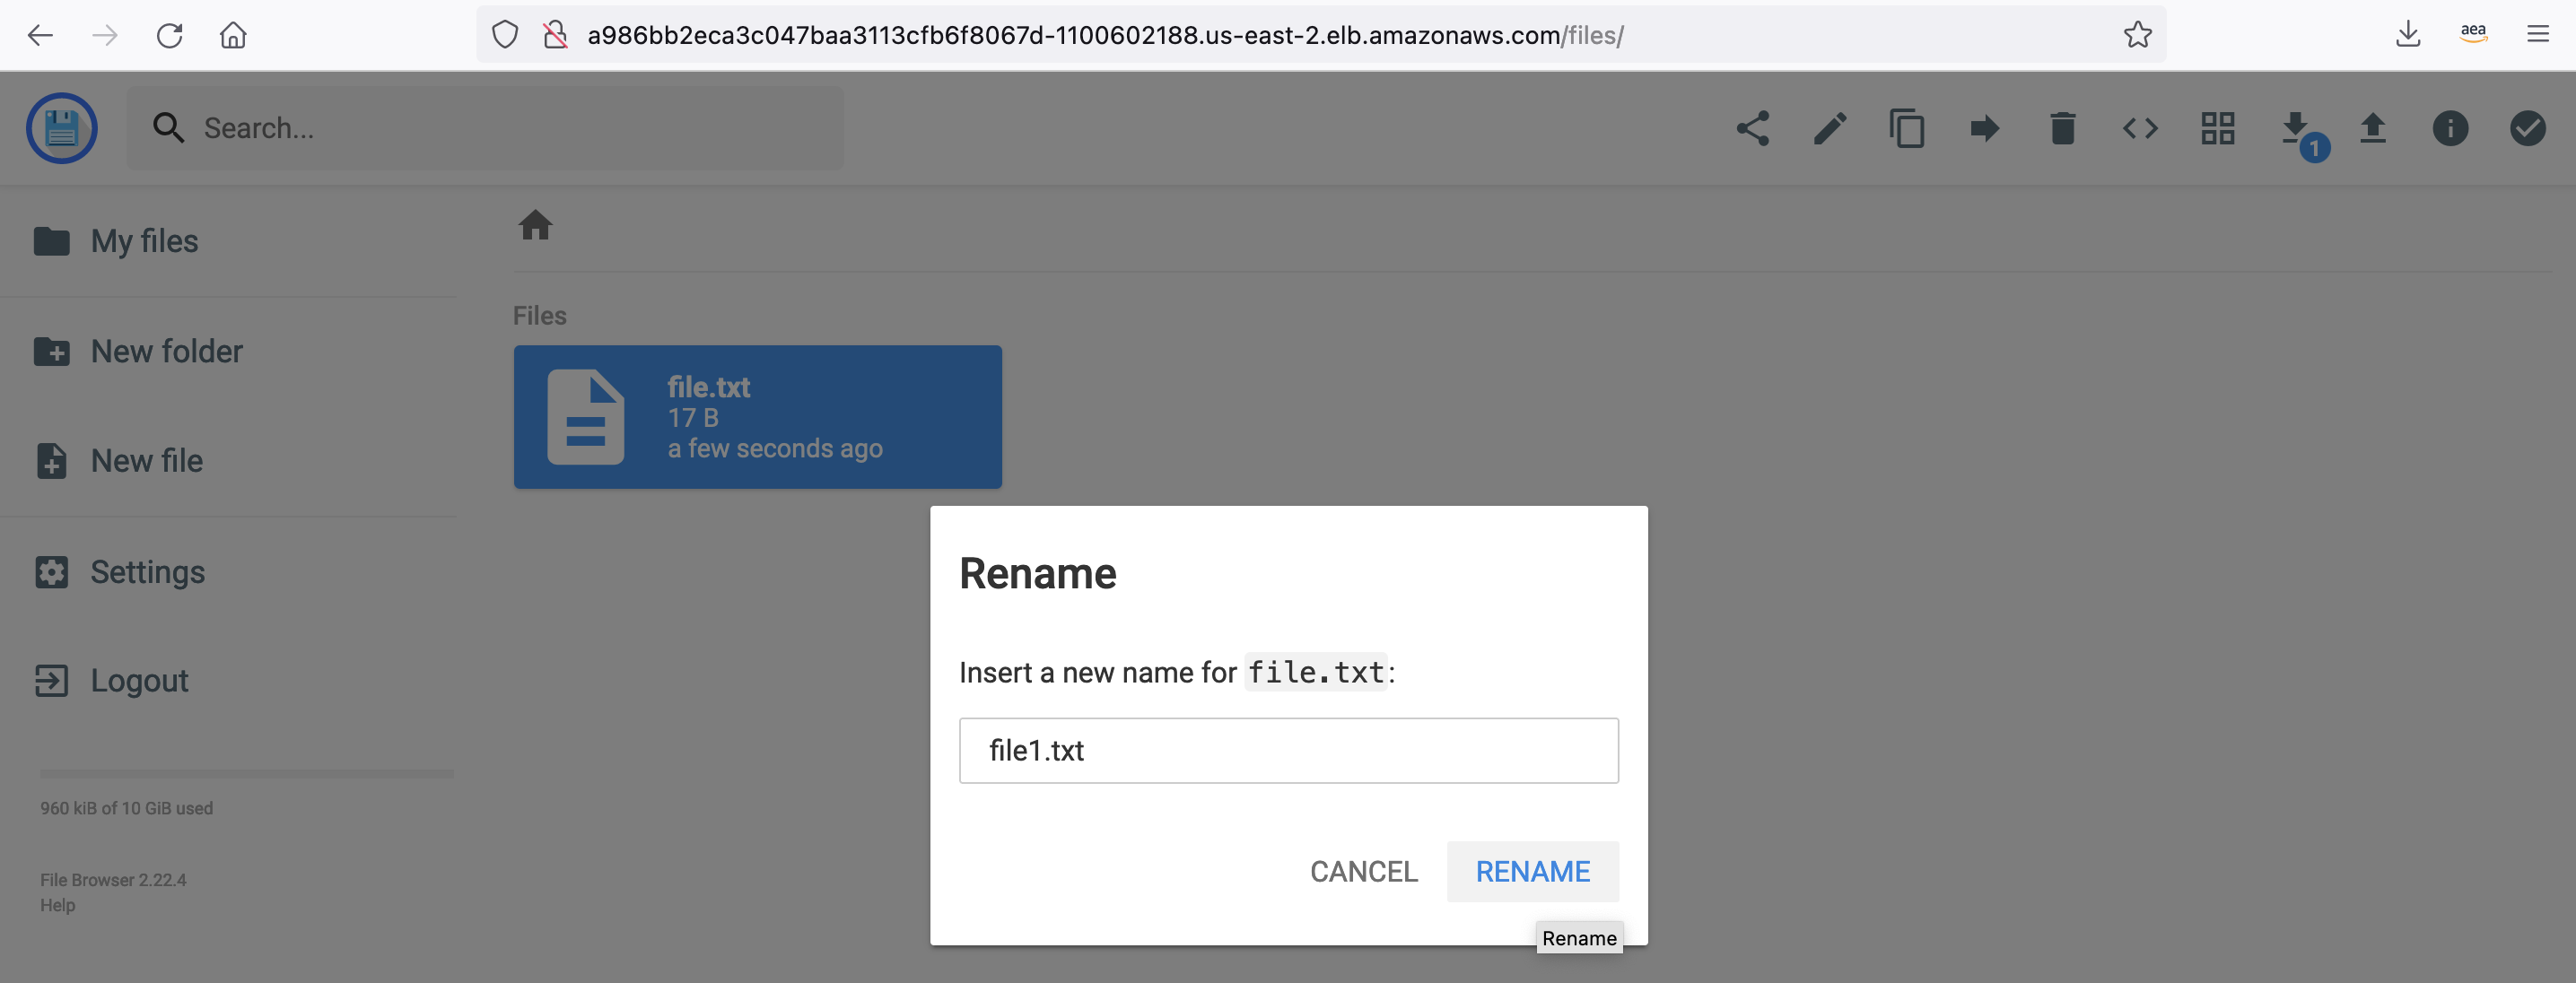 a986bb2eca3c047baa3113cfb6f8067d-1100602188.us-east-2.elb.amazonaws.com/files/
aea
Search...
1
My files
New folder
New file
Settings
Logout
960 kiB of 10 GiB used
File Browser 2.22.4
Help
Files
file.txt
17 B
a few seconds ago
Rename
Insert a new name for file.txt:
file1.txt
CANCEL RENAME
Rename